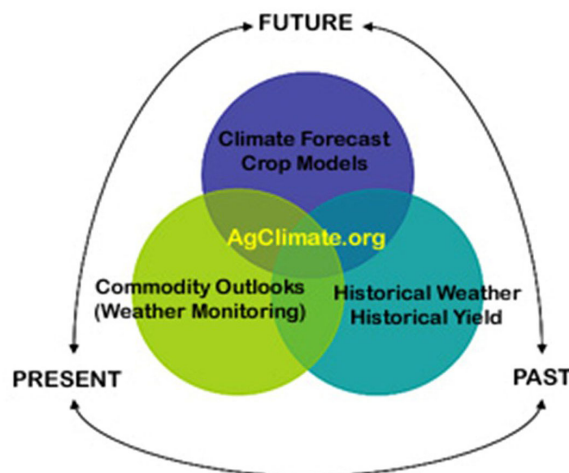 FUTURE
Climate Forecast
Crop Models
AgClimate.org
Commodity Outlooks
(Weather Monitoring)
Historical Weather
Historical Yield
PRESENT
PAST